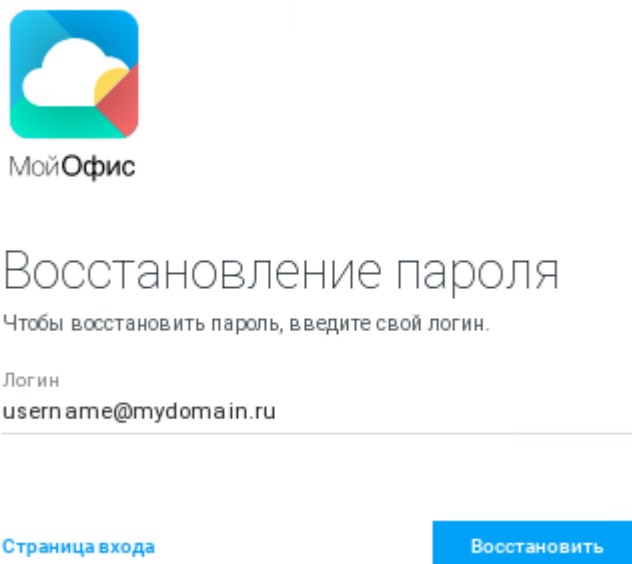 МойОфис
Восстановление пароля
Чтобы восстановить пароль, введите свой логин.
Логин
username@mydomain.ru
Страница входа
Восстановить